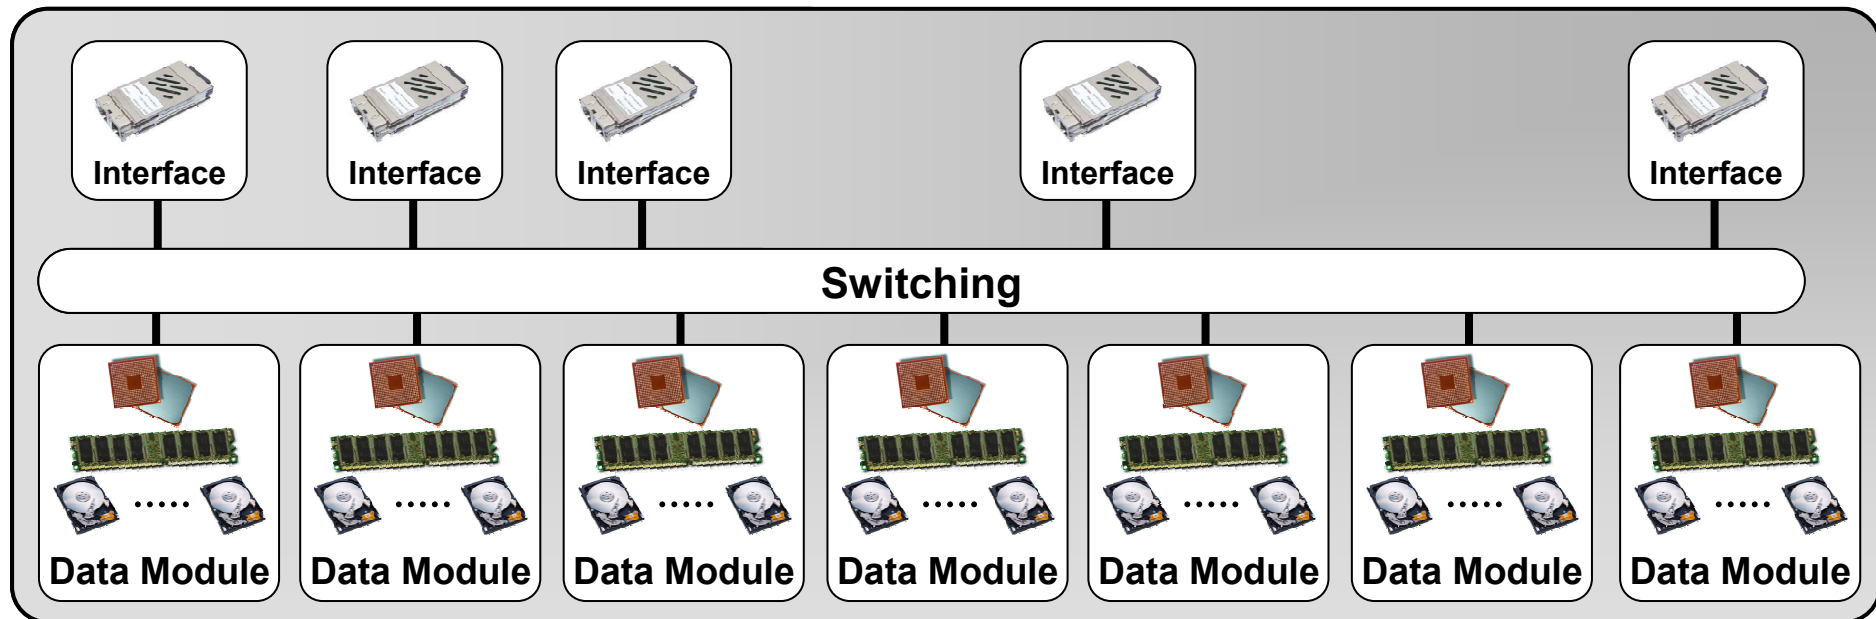 Interface
Interface
Interface
Interface
Interface
Switching
Data Module
Data Module
Data Module
Data Module
Data Module
Data Module
Data Module